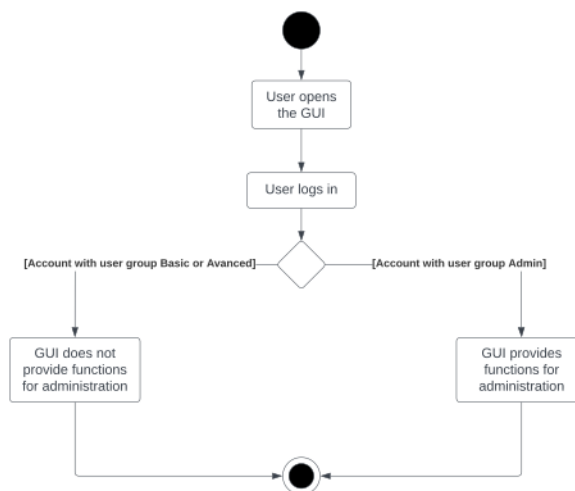 User opens
the GUI
User logs in
[Account with user group Basic or Avanced]
[Account with user group Admin]
GUI does not
provide functions
for administration
GUI provides
functions for
administration